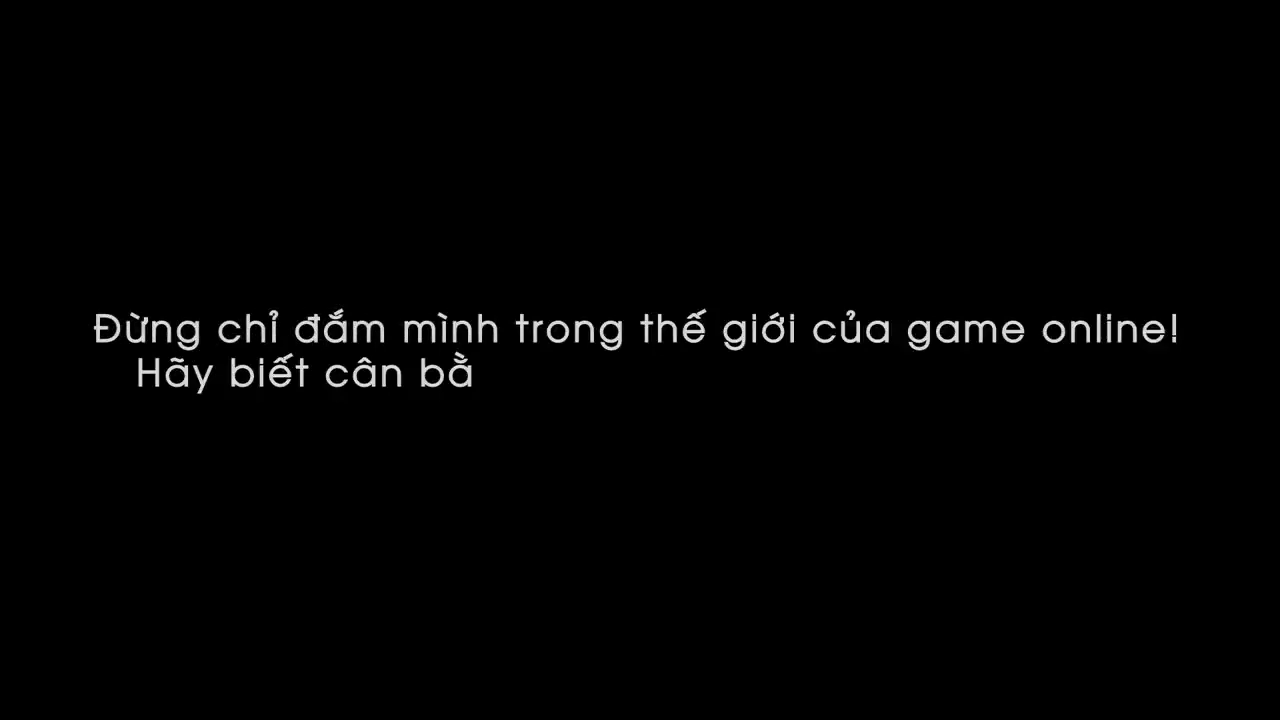 Đừng chỉ đắm mình trong thế giới của game online!
Hãy biết cân bằ